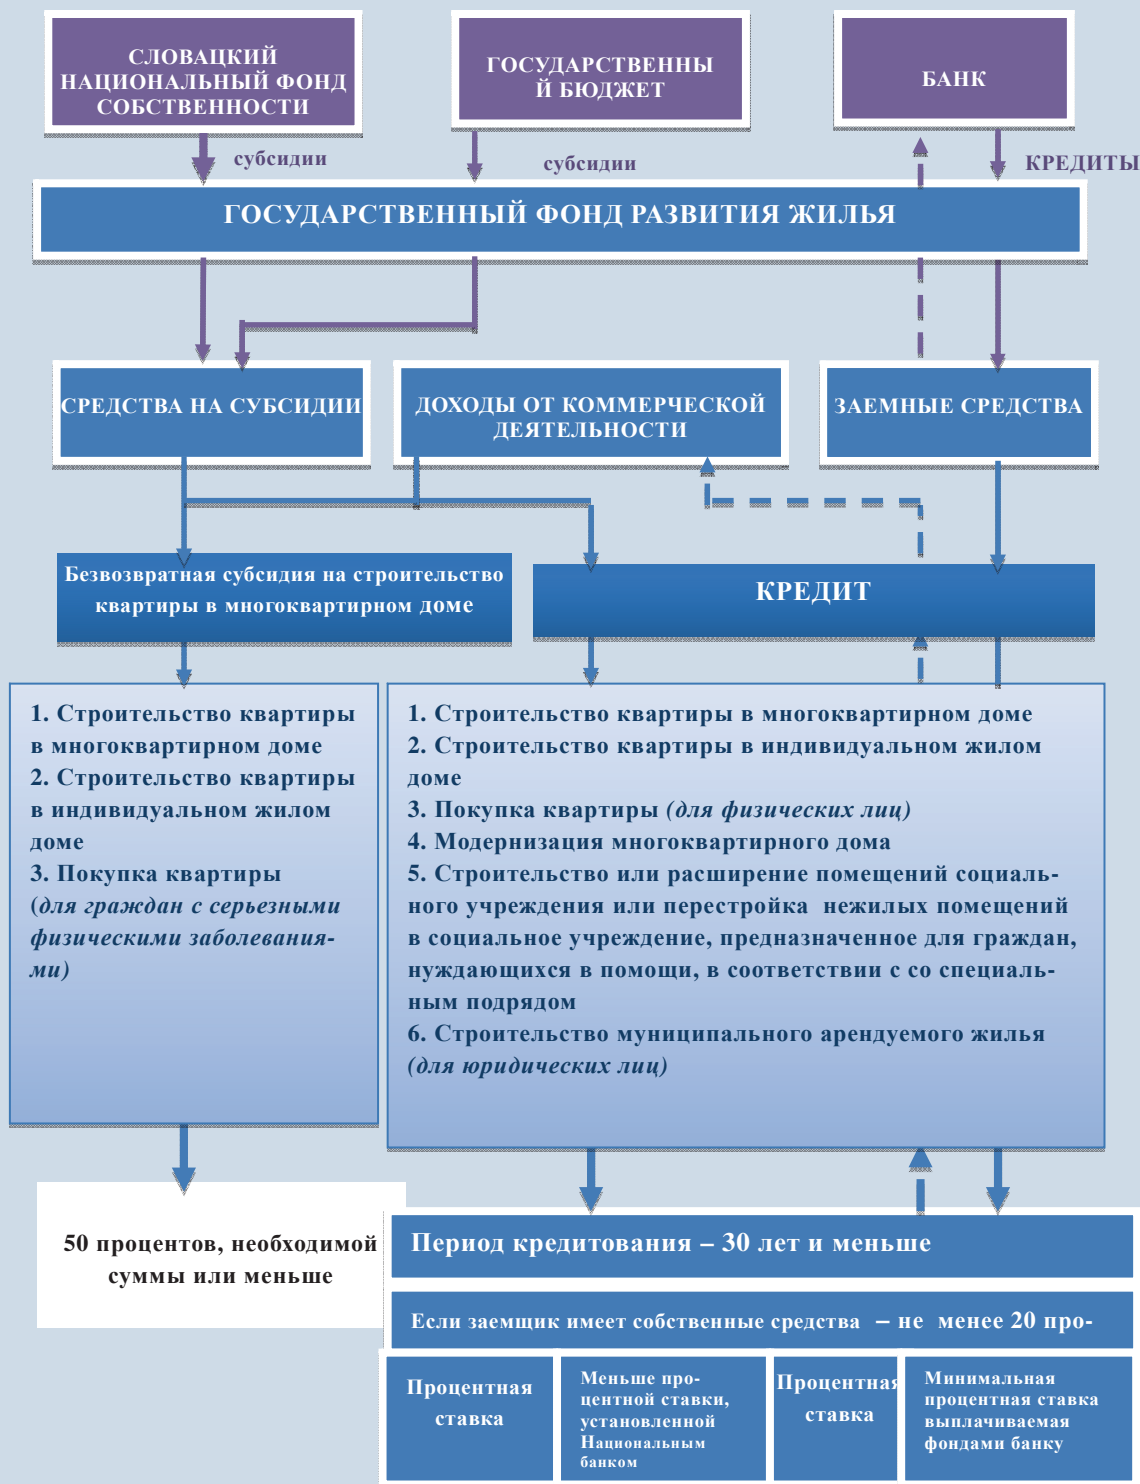 СЛОВАЦКИЙ
НАЦИОНАЛЬНЫЙ ФОНД
СОБСТВЕННОСТИ
ГОСУДАРСТВЕННЫ
Й БЮДЖЕТ
БАНК
субсидии
субсидии
КРЕДИТЫ
ГОСУДАРСТВЕННЫЙ ФОНД РАЗВИТИЯ ЖИЛЬЯ
СРЕДСТВА НА СУБСИДИИ
ДОХОДЫ ОТ КОММЕРЧЕСКОЙ
ДЕЯТЕЛЬНОСТИ
ЗАЕМНЫЕ СРЕДСТВА
Безвозвратная субсидия на строительство
квартиры в многоквартирном доме
КРЕДИТ
1. Строительство квартиры
в многоквартирном доме
2. Строительство квартиры
в индивидуальном жилом
доме
3. Покупка квартиры
(для граждан с серьезными
физическими заболевания-
ми)
1. Строительство квартиры в многоквартирном доме
2. Строительство квартиры в индивидуальном жилом
доме
3. Покупка квартиры (для физических лиц)
4. Модернизация многоквартирного дома
5. Строительство или расширение помещений социаль-
ного учреждения или перестройка нежилых помещений
в социальное учреждение, предназначенное для граждан,
нуждающихся в помощи, в соответствии с со специаль-
ным подрядом
6. Строительство муниципального арендуемого жилья
(для юридических лиц)
50 процентов, необходимой
суммы или меньше
Период кредитования – 30 лет и меньше
Если заемщик имеет собственные средства – не менее 20 про-
Процентная
ставка
Меньше про-
центной ставки,
установленной
Национальным
банком
Процентная
ставка
Минимальная
процентная ставка
выплачиваемая
фондами банку